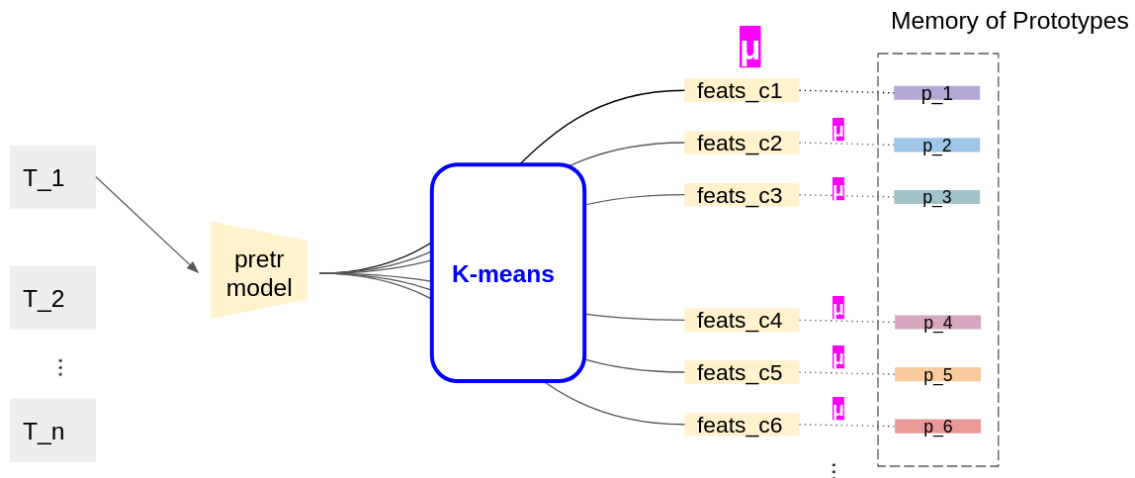 Memory of Prototypes
µ
feats_c1
p_1
T_1
feats_c2
µ
p_2
feats_c3
µ
p_3
pretr
model
K-means
T_2
⋮
T_n
feats_c4
µ
p_4
feats_c5
µ
p_5
feats_c6
µ
p_6
⋮